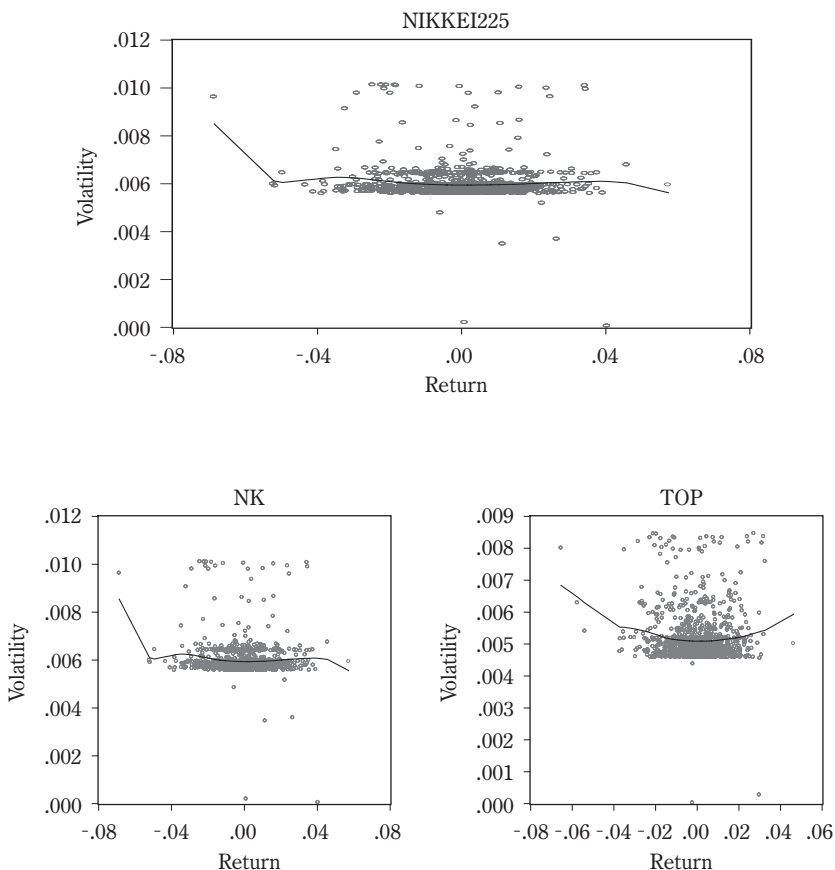 NIKKEI225
.012
.010
.008
.006
.004
.002
.000
Volatility
-.08 -.04 .00 .04 .08
Return
NK
.012
.010
.008
.006
.004
.002
.000
Volatility
-.08 -.04 .00 .04 .08
Return
TOP
.009
.008
.007
.006
.005
.004
.003
.002
.001
.000
Volatility
-.08 -.06 -.04 -.02 .00 .02 .04 .06
Return